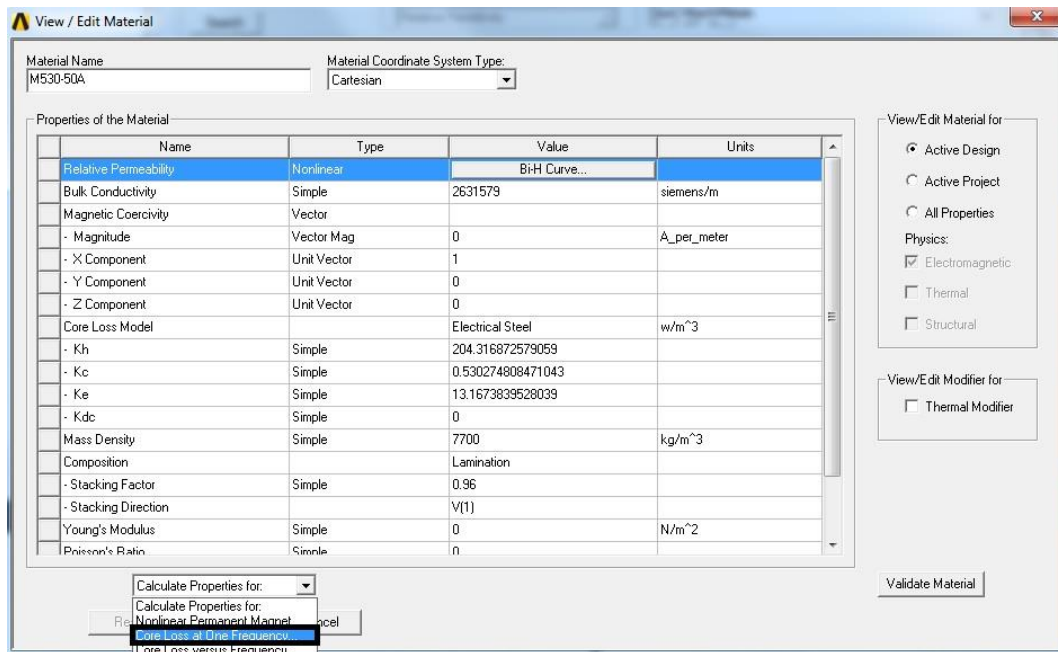 View / Edit Material
Search
Material Name
Material Coordinate System Type:
M530-50A
Cartesian
Properties of the Material
Name Type Value Units
Relative Permeability Nonlinear Bi-H Curve...
Bulk Conductivity Simple 2631579 siemens/m
Magnetic Coercivity Vector
- Magnitude Vector Mag 0 A_per_meter
- X Component Unit Vector 1
- Y Component Unit Vector 0
- Z Component Unit Vector 0
Core Loss Model Electrical Steel w/m^3
- Kh Simple 204.316872579059
- Kc Simple 0.530274808471043
- Ke Simple 13.1673839528039
- Kdc Simple 0
Mass Density Simple 7700 kg/m^3
Composition Lamination
- Stacking Factor Simple 0.96
- Stacking Direction V(1)
Young's Modulus Simple 0 N/m^2
Poisson's Ratio Simple 0
View/Edit Material for
Active Design
Active Project
All Properties
Physics:
Electromagnetic
Thermal
Structural
View/Edit Modifier for
Thermal Modifier
Validate Material
Calculate Properties for:
Calculate Properties for:
Nonlinear Permanent Magnet...
Core Loss at One Frequency...
Core Loss versus Frequency...
Re
ncel